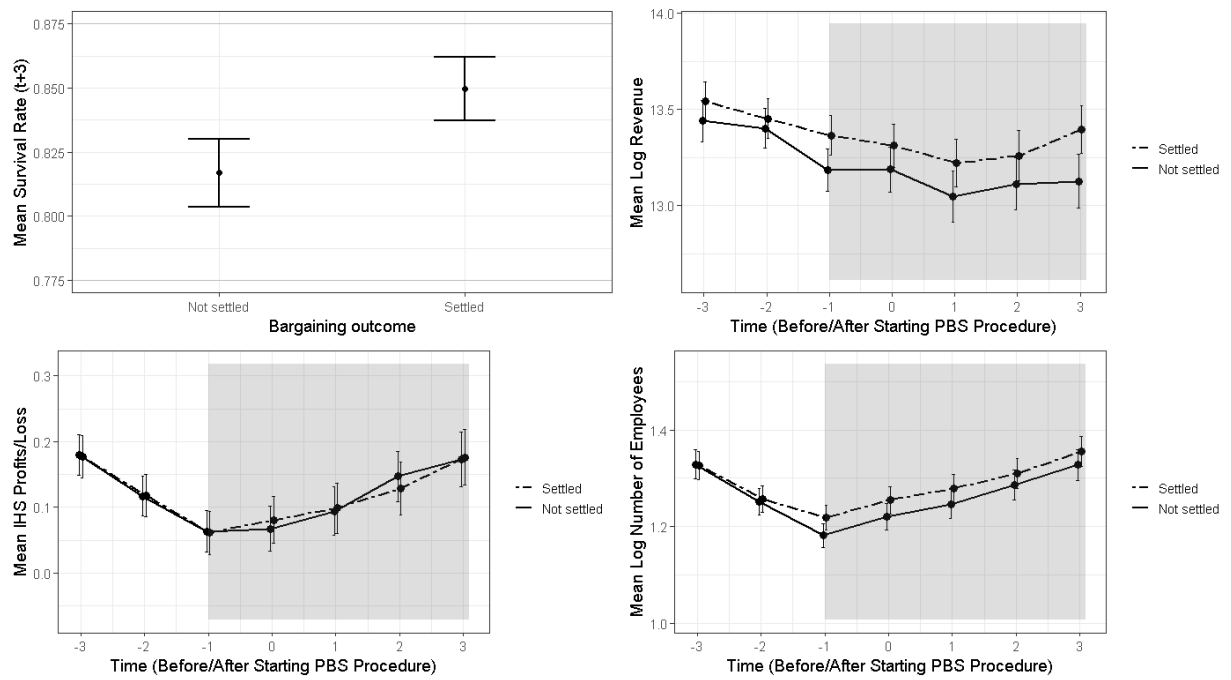 Mean Survival Rate (t+3)
0.875
0.850
0.825
0.800
0.775
Not settled
Settled
Bargaining outcome
Mean Log Revenue
14.0
13.5
13.0
-3
-2
-1
0
1
2
3
Time (Before/After Starting PBS Procedure)
Settled
Not settled
Mean IHS Profits/Loss
0.3
0.2
0.1
0.0
-3
-2
-1
0
1
2
3
Time (Before/After Starting PBS Procedure)
Settled
Not settled
Mean Log Number of Employees
1.4
1.2
1.0
-3
-2
-1
0
1
2
3
Time (Before/After Starting PBS Procedure)
Settled
Not settled